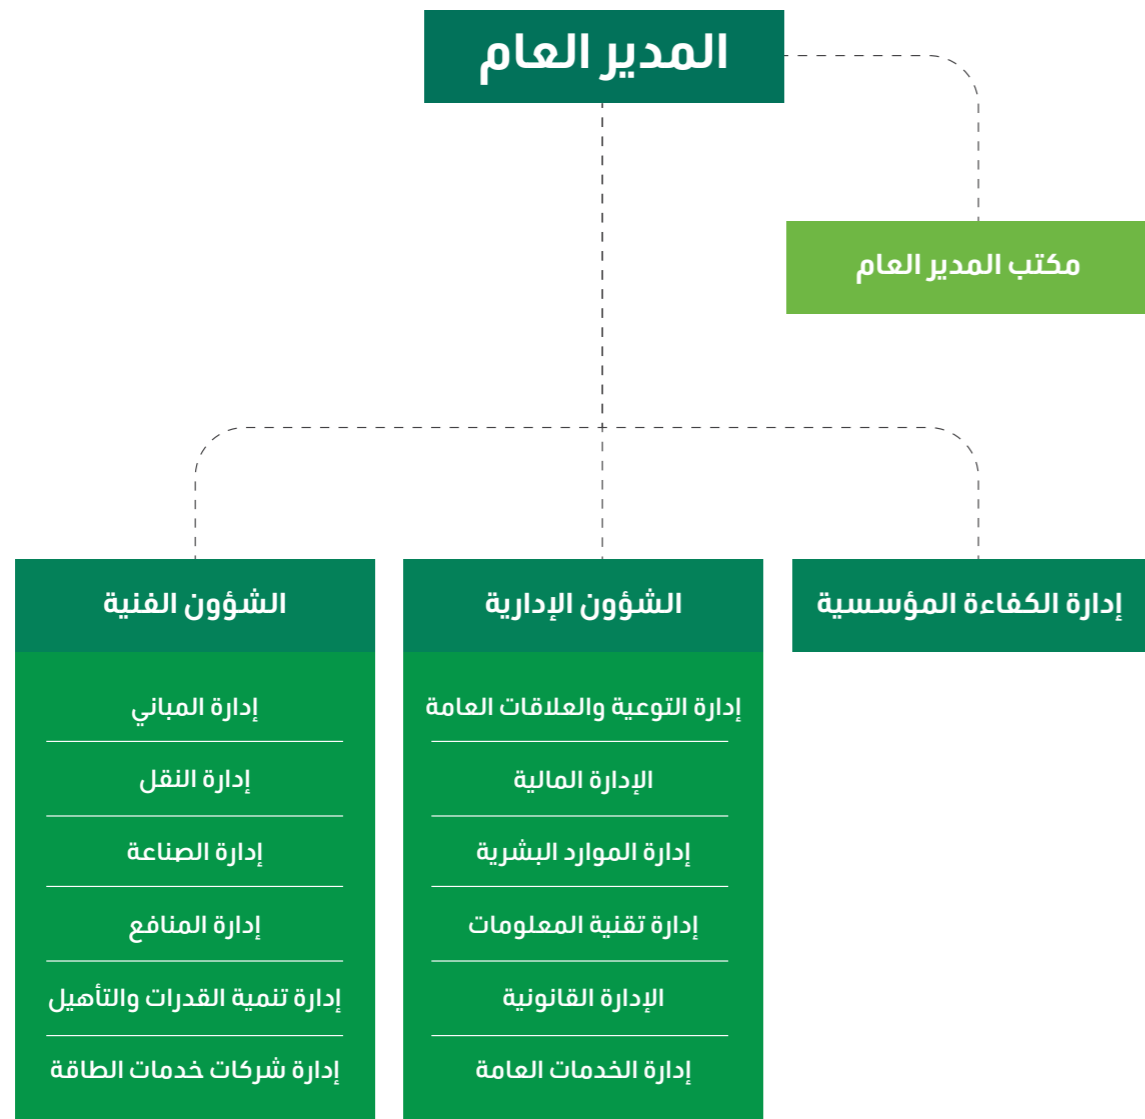 المدير العام
مكتب المدير العام
إدارة الكفاءة المؤسسية
الشؤون الإدارية
إدارة التوعية والعلاقات العامة
الإدارة المالية
إدارة الموارد البشرية
إدارة تقنية المعلومات
الإدارة القانونية
إدارة الخدمات العامة
الشؤون الفنية
إدارة المباني
إدارة النقل
إدارة الصناعة
إدارة المنافع
إدارة تنمية القدرات والتأهيل
إدارة شركات خدمات الطاقة